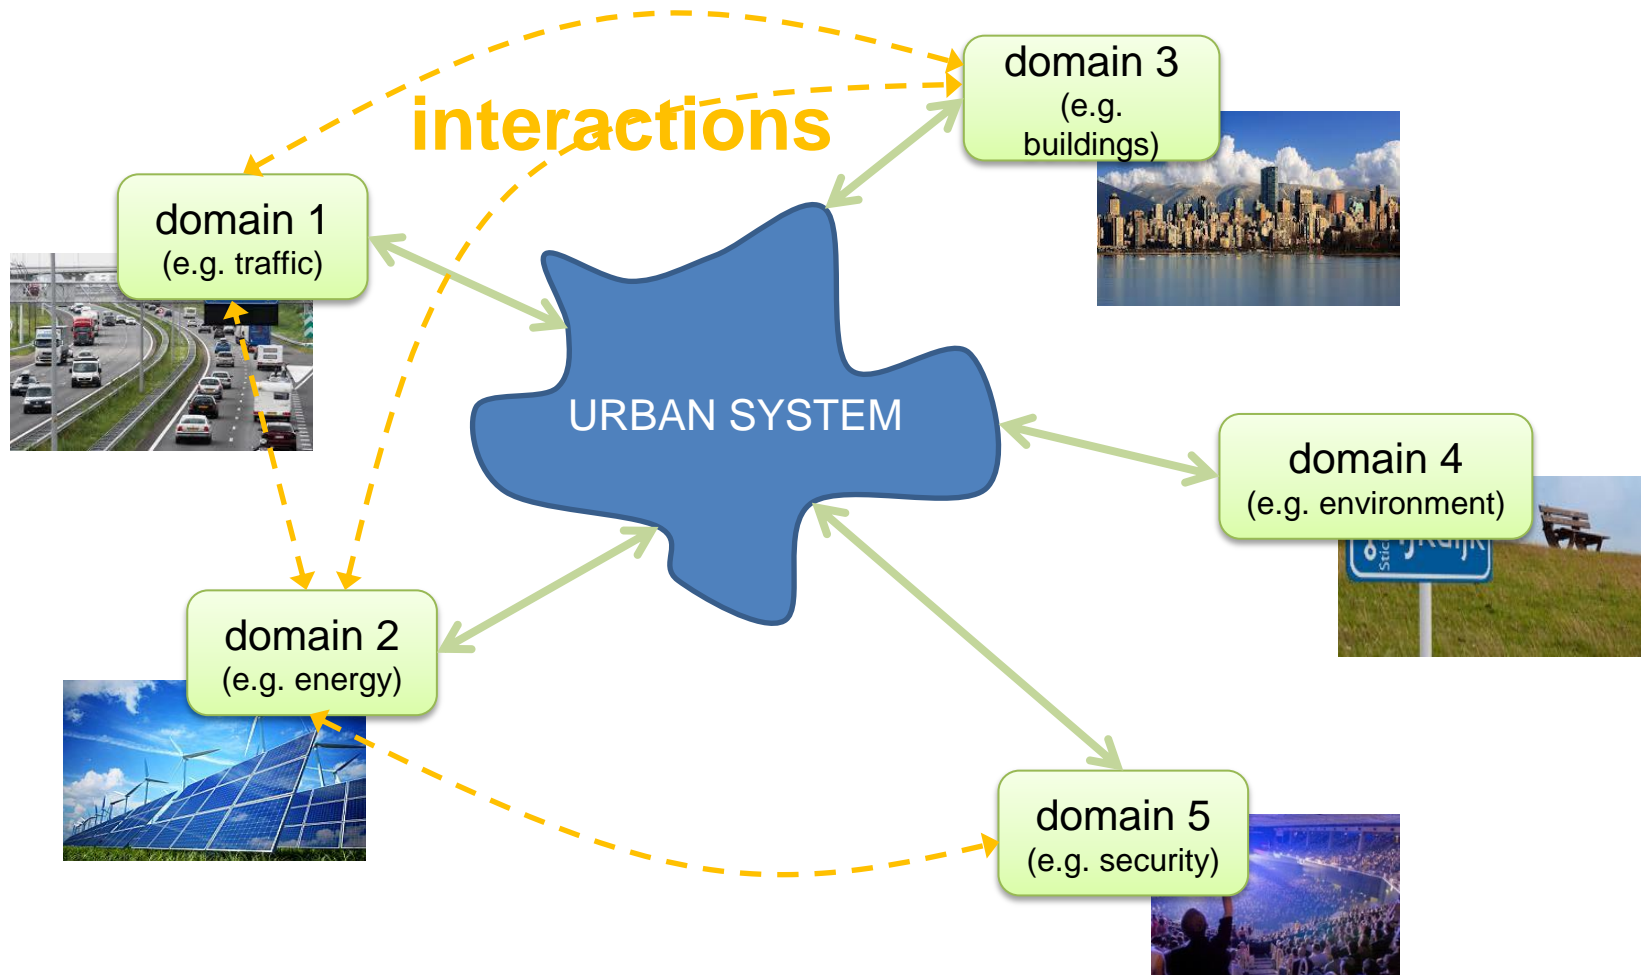 interactions
domain 3
(e.g.
buildings)
domain 1
(e.g. traffic)
URBAN SYSTEM
domain 4
(e.g. environment)
domain 2
(e.g. energy)
domain 5
(e.g. security)